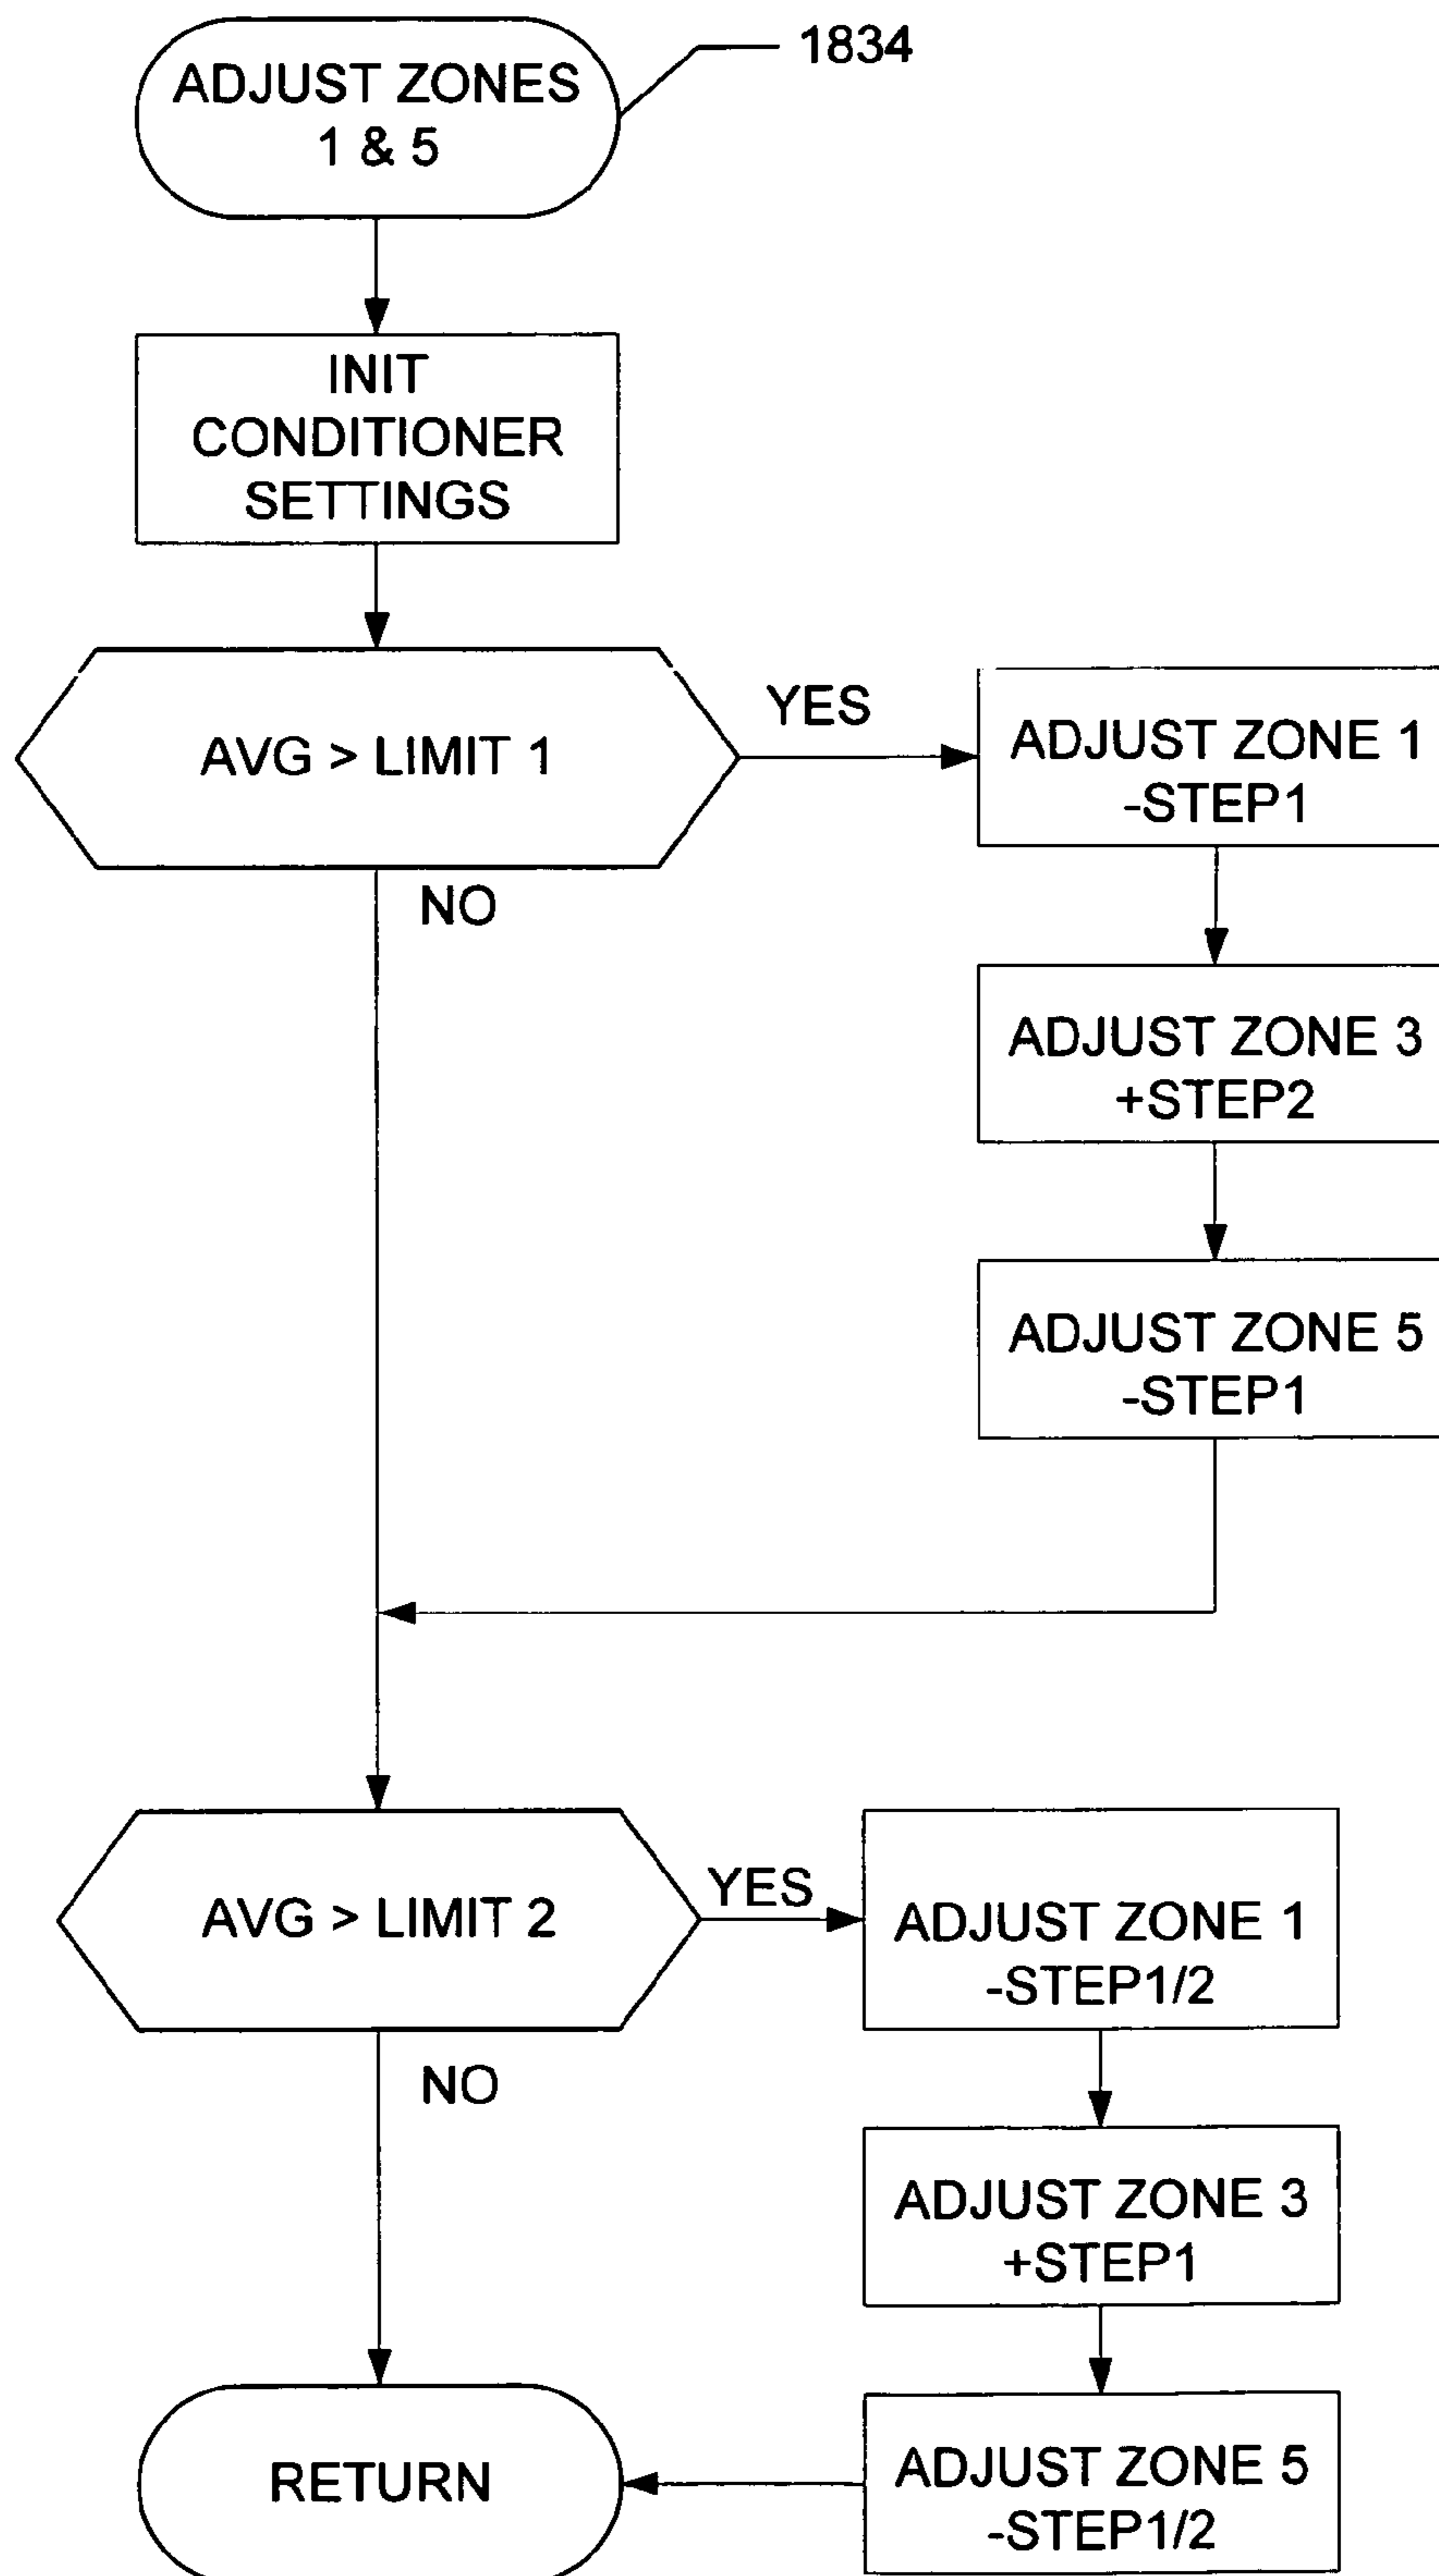 ADJUST ZONES
1 & 5
1834
INIT
CONDITIONER
SETTINGS
AVG > LIMIT 1
YES
NO
ADJUST ZONE 1
-STEP1
ADJUST ZONE 3
+STEP2
ADJUST ZONE 5
-STEP1
AVG > LIMIT 2
YES
NO
ADJUST ZONE 1
-STEP1/2
ADJUST ZONE 3
+STEP1
ADJUST ZONE 5
-STEP1/2
RETURN